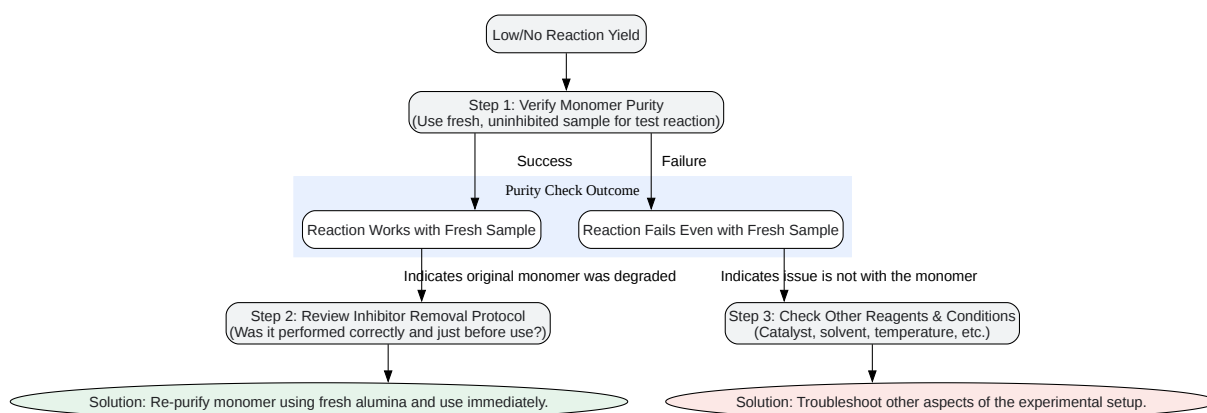 Low/No Reaction Yield
Step 1: Verify Monomer Purity
(Use fresh, uninhibited sample for test reaction)
Success
Failure
Purity Check Outcome
Reaction Works with Fresh Sample
Reaction Fails Even with Fresh Sample
Indicates original monomer was degraded
Indicates issue is not with the monomer
Step 2: Review Inhibitor Removal Protocol
(Was it performed correctly and just before use?)
Step 3: Check Other Reagents & Conditions
(Catalyst, solvent, temperature, etc.)
Solution: Re-purify monomer using fresh alumina and use immediately.
Solution: Troubleshoot other aspects of the experimental setup.